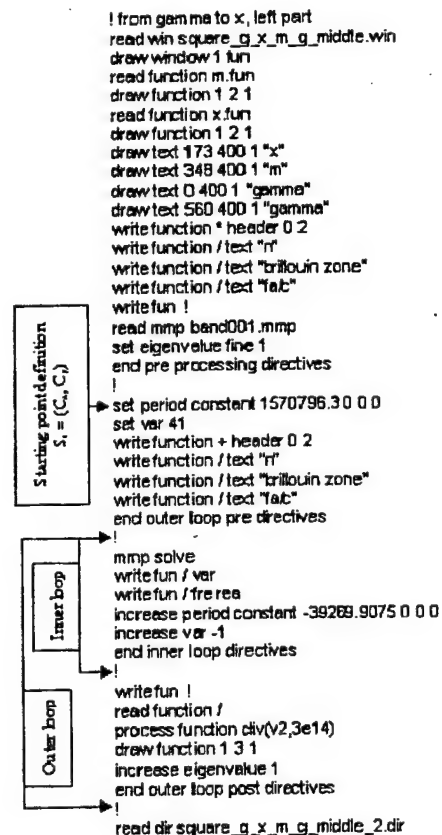 ! from gamma to x, left part
read win square_g_x_m_g_middle.win
draw window 1 fun
read function m.fun
draw function 1 2 1
read function x.fun
draw function 1 2 1
draw text 173 400 1 "x"
draw text 348 400 1 "m"
draw text 0 400 1 "gamma"
draw text 560 400 1 "gamma"
write function * header 0 2
write function / text "n"
write function / text "brillouin zone"
write function / text "fa/c"
write fun !
read mmp band001.mmp
set eigenvalue fine 1
end pre processing directives
!
Starting point definition
set period constant 1570796.3 0 0 0
set var 41
write function + header 0 2
write function / text "n"
write function / text "brillouin zone"
write function / text "fa/c"
end outer loop pre directives
!
Inner loop
mmp solve
write fun / var
write fun / fre rea
increase period constant -39269.9075 0 0 0
increase var -1
end inner loop directives
!
Outer loop
write fun !
read function /
process function div(v2,3e14)
draw function 1 3 1
increase eigenvalue 1
end outer loop post directives
!
read dir square_g_x_m_g_middle_2.dir